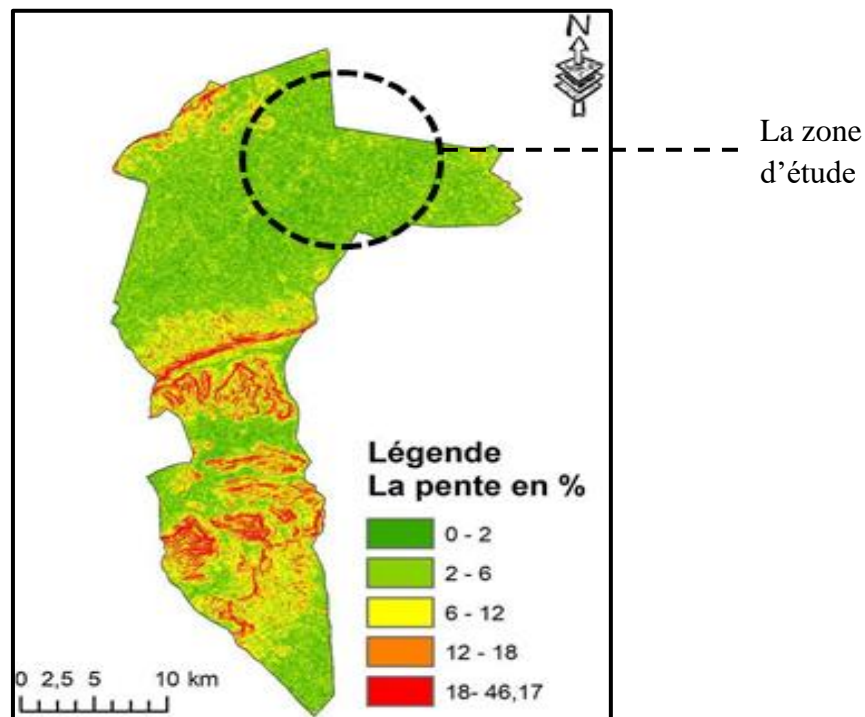 N
La zone
d’étude
Légende
La pente en %
0 - 2
2 - 6
6 - 12
12 - 18
18- 46,17
0 2,5 5 10 km